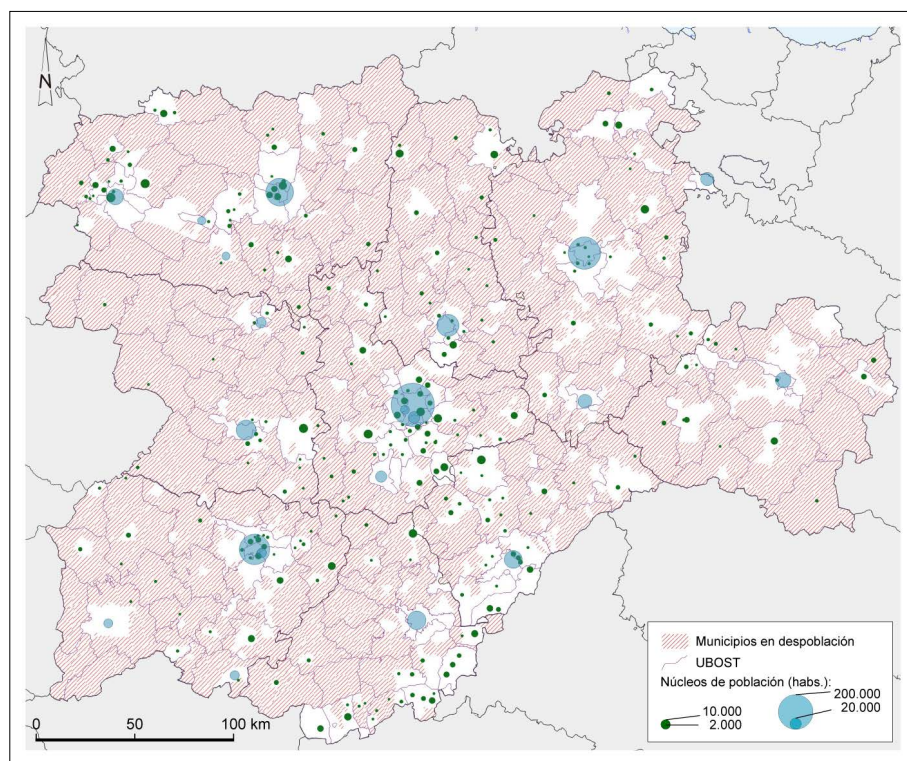 N
Municipios en despoblación
UBOST
Núcleos de población (habs.):
10.000
2.000
200.000
20.000
0 50 100 km